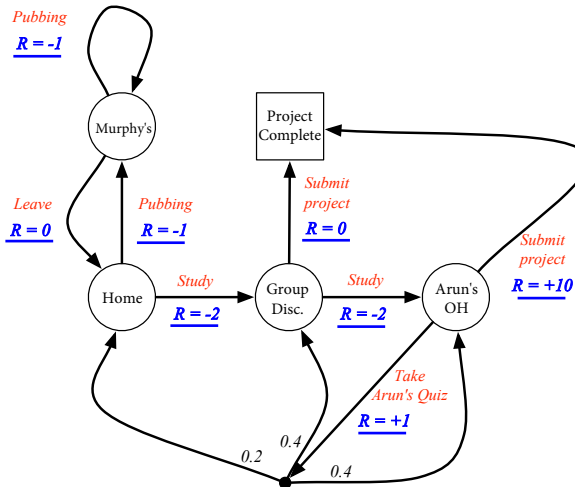 Pubbing
R = -1
Murphy's
Project
Complete
Leave
R = 0
Pubbing
R = -1
Submit
project
R = 0
Submit
project
R = +10
Home
Study
R = -2
Group
Disc.
Study
R = -2
Arun's
OH
Take
Arun's Quiz
R = +1
0.2
0.4
0.4